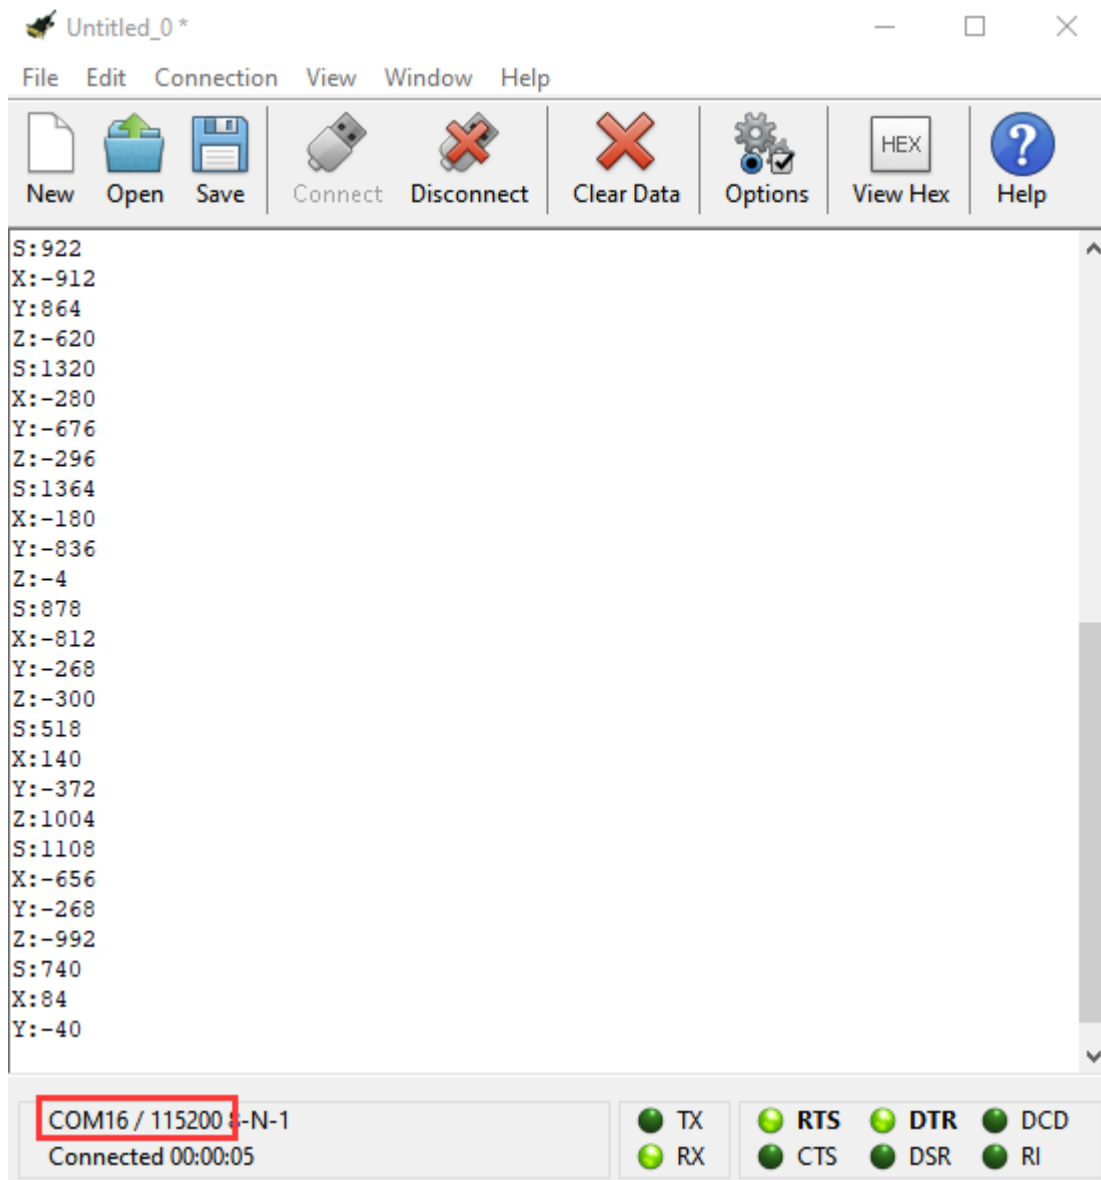 Untitled_0 *
File Edit Connection View Window Help
New Open Save Connect Disconnect Clear Data Options HEX View Hex ? Help
S:922
X:-912
Y:864
Z:-620
S:1320
X:-280
Y:-676
Z:-296
S:1364
X:-180
Y:-836
Z:-4
S:878
X:-812
Y:-268
Z:-300
S:518
X:140
Y:-372
Z:1004
S:1108
X:-656
Y:-268
Z:-992
S:740
X:84
Y:-40
COM16 / 115200 8-N-1 TX RTS DTR DCD
Connected 00:00:05 RX CTS DSR RI